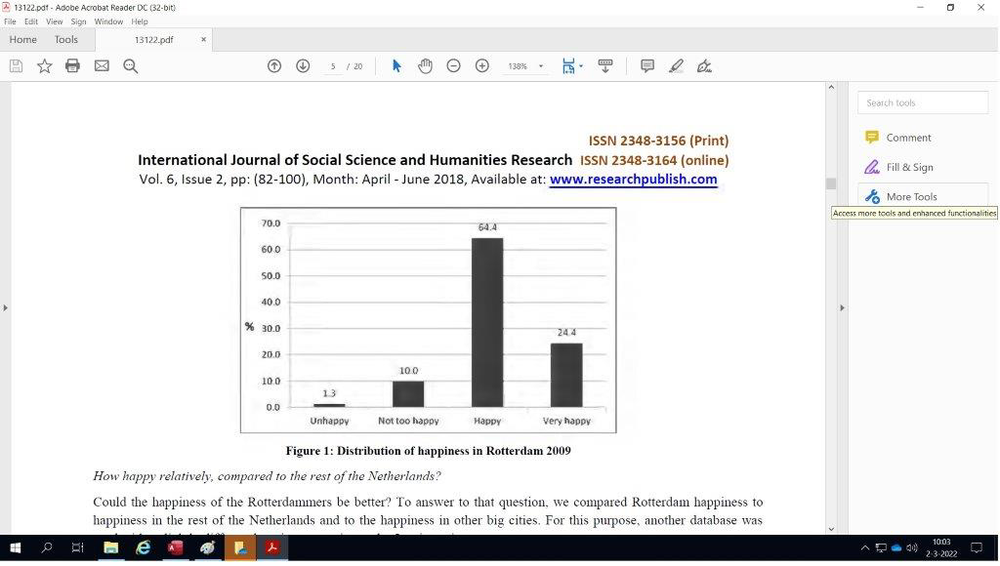 13122.pdf - Adobe Acrobat Reader DC (32-bit)
File Edit View Sign Window Help
Home Tools 13122.pdf ×
5 / 20 138%
Search tools
Comment
Fill & Sign
More Tools
Access more tools and enhanced functionalities
ISSN 2348-3156 (Print)
International Journal of Social Science and Humanities Research ISSN 2348-3164 (online)
Vol. 6, Issue 2, pp: (82-100), Month: April - June 2018, Available at: www.researchpublish.com
70.0
60.0
50.0
40.0
% 30.0
20.0
10.0
0.0
1.3
10.0
64.4
24.4
Unhappy Not too happy Happy Very happy
Figure 1: Distribution of happiness in Rotterdam 2009
How happy relatively, compared to the rest of the Netherlands?
Could the happiness of the Rotterdammers be better? To answer to that question, we compared Rotterdam happiness to
happiness in the rest of the Netherlands and to the happiness in other big cities. For this purpose, another database was
10:03
2-3-2022